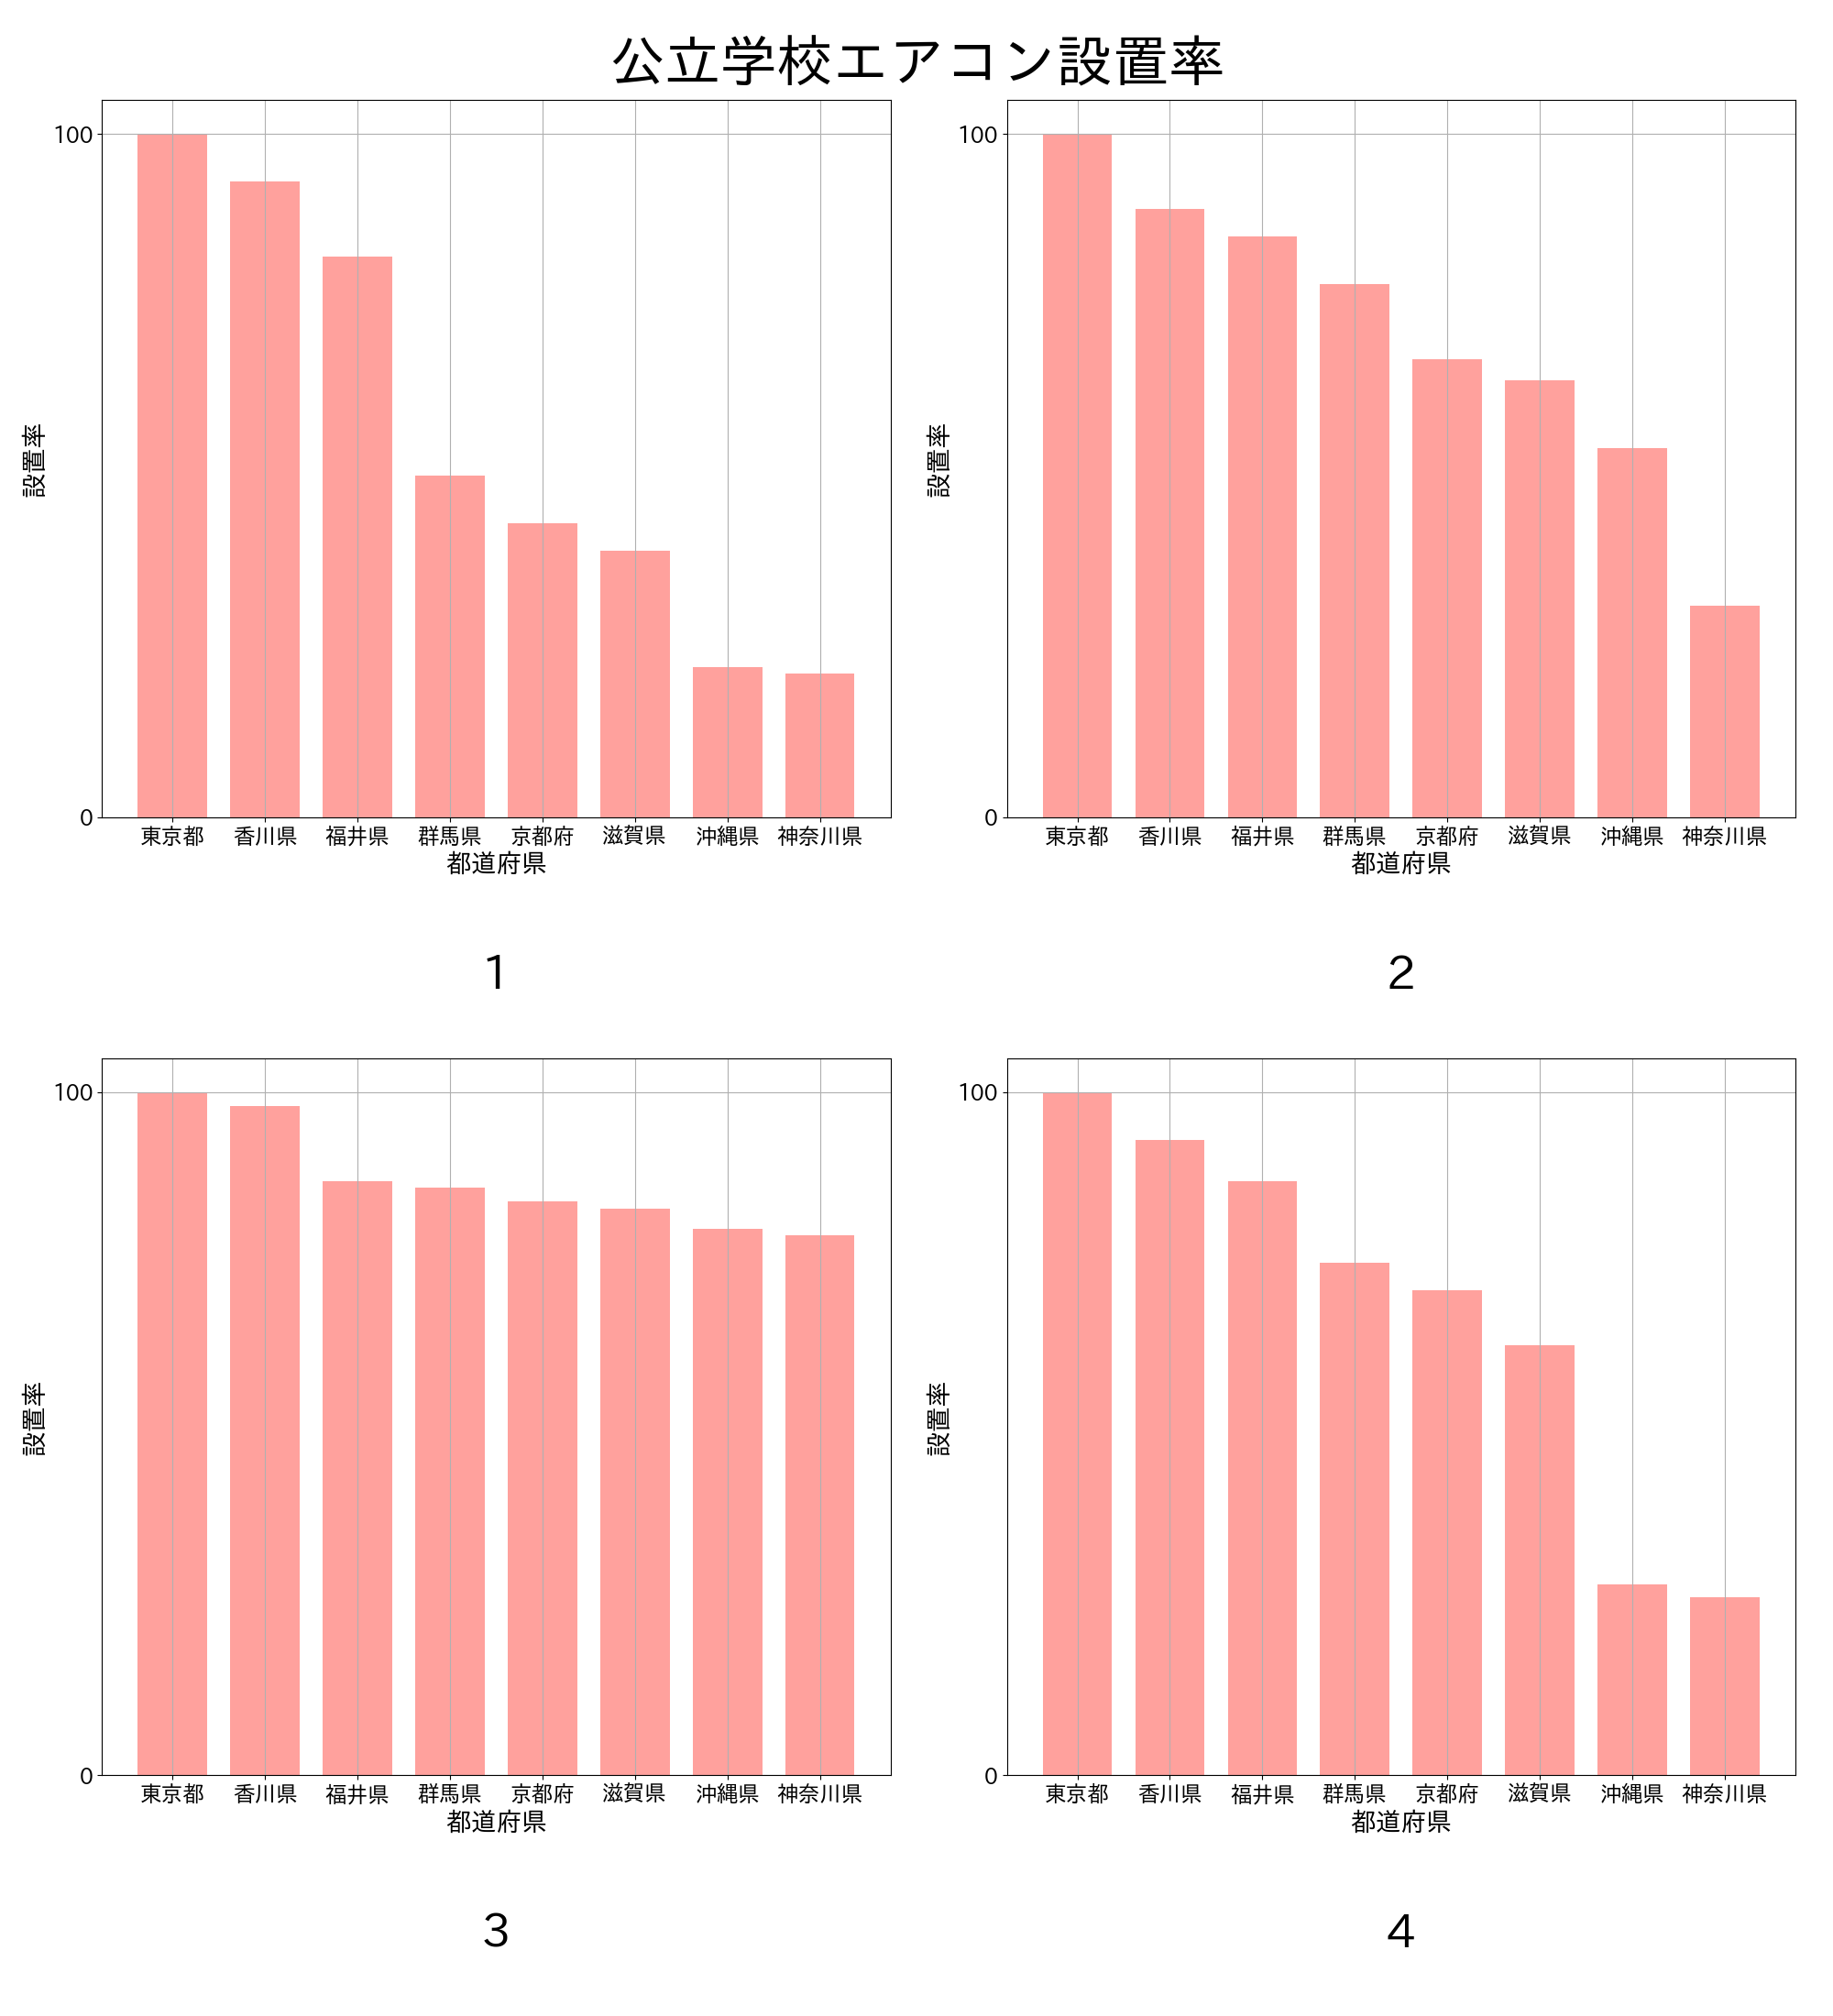 公立学校エアコン設置率
100
0
設置率
東京都 香川県 福井県 群馬県 京都府 滋賀県 沖縄県 神奈川県
都道府県
1
100
0
設置率
東京都 香川県 福井県 群馬県 京都府 滋賀県 沖縄県 神奈川県
都道府県
2
100
0
設置率
東京都 香川県 福井県 群馬県 京都府 滋賀県 沖縄県 神奈川県
都道府県
3
100
0
設置率
東京都 香川県 福井県 群馬県 京都府 滋賀県 沖縄県 神奈川県
都道府県
4